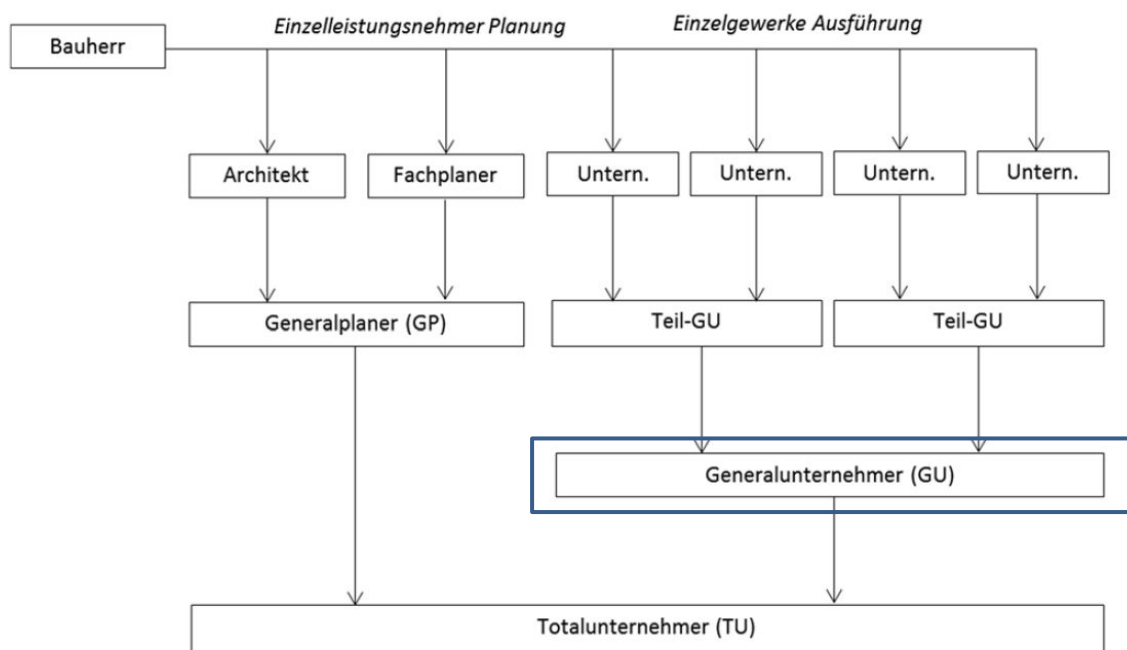 Einzelleistungsnehmer Planung
Einzelgewerke Ausführung
Bauherr
Architekt
Fachplaner
Untern.
Untern.
Untern.
Untern.
Generalplaner (GP)
Teil-GU
Teil-GU
Generalunternehmer (GU)
Totalunternehmer (TU)